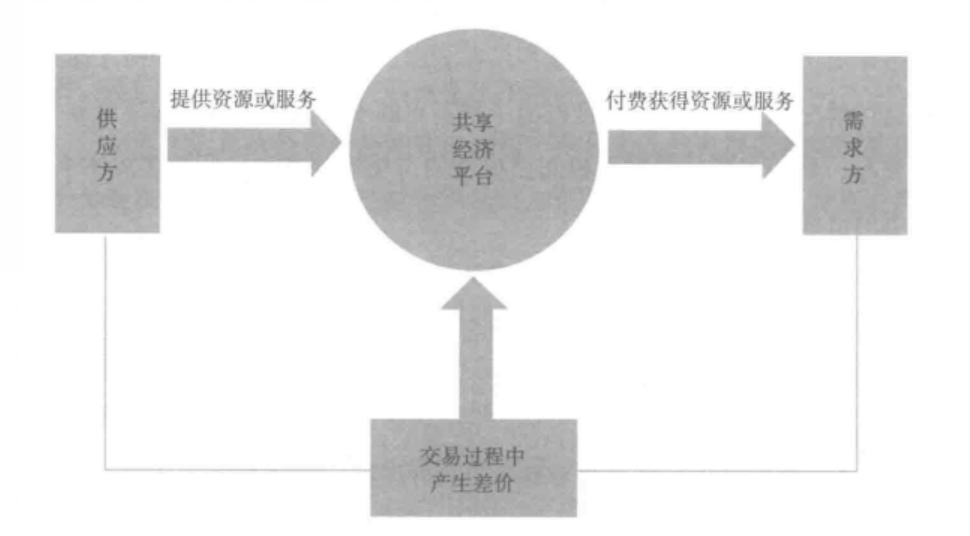 供
应
方
提供资源或服务
共享
经济
平台
付费获得资源或服务
需
求
方
交易过程中
产生差价